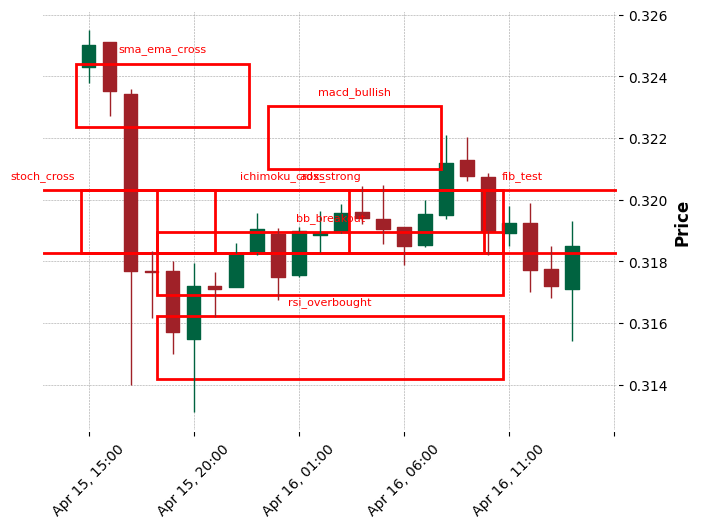 0.326
sma_ema_cross
0.324
macd_bullish
0.322
stoch_cross
ichimoku_cross
adx_strong
fib_test
0.320
bb_breakout
Price
0.318
rsi_overbought
0.316
0.314
Apr 15, 15:00
Apr 15, 20:00
Apr 16, 01:00
Apr 16, 06:00
Apr 16, 11:00